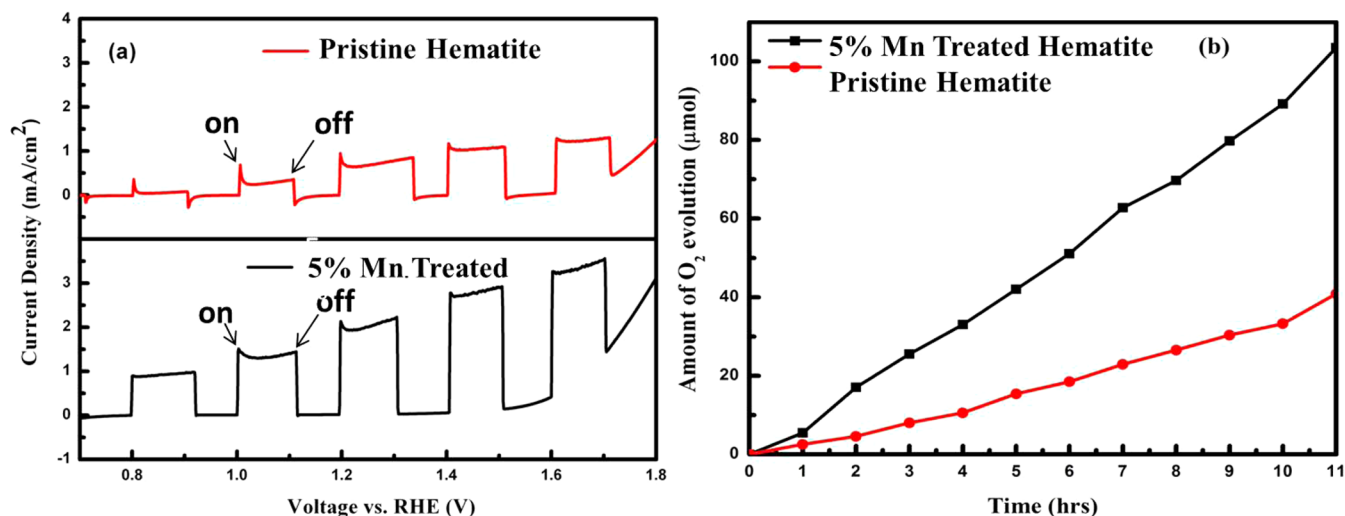 (a)
Pristine Hematite
4
3
2
1
0
on
off
5% Mn Treated
3
2
1
0
-1
on
off
Current Density (mA/cm²)
0.8 1.0 1.2 1.4 1.6 1.8
Voltage vs. RHE (V)
5% Mn Treated Hematite (b)
Pristine Hematite
100
80
60
40
20
0
Amount of O₂ evolution (μmol)
0 1 2 3 4 5 6 7 8 9 10 11
Time (hrs)